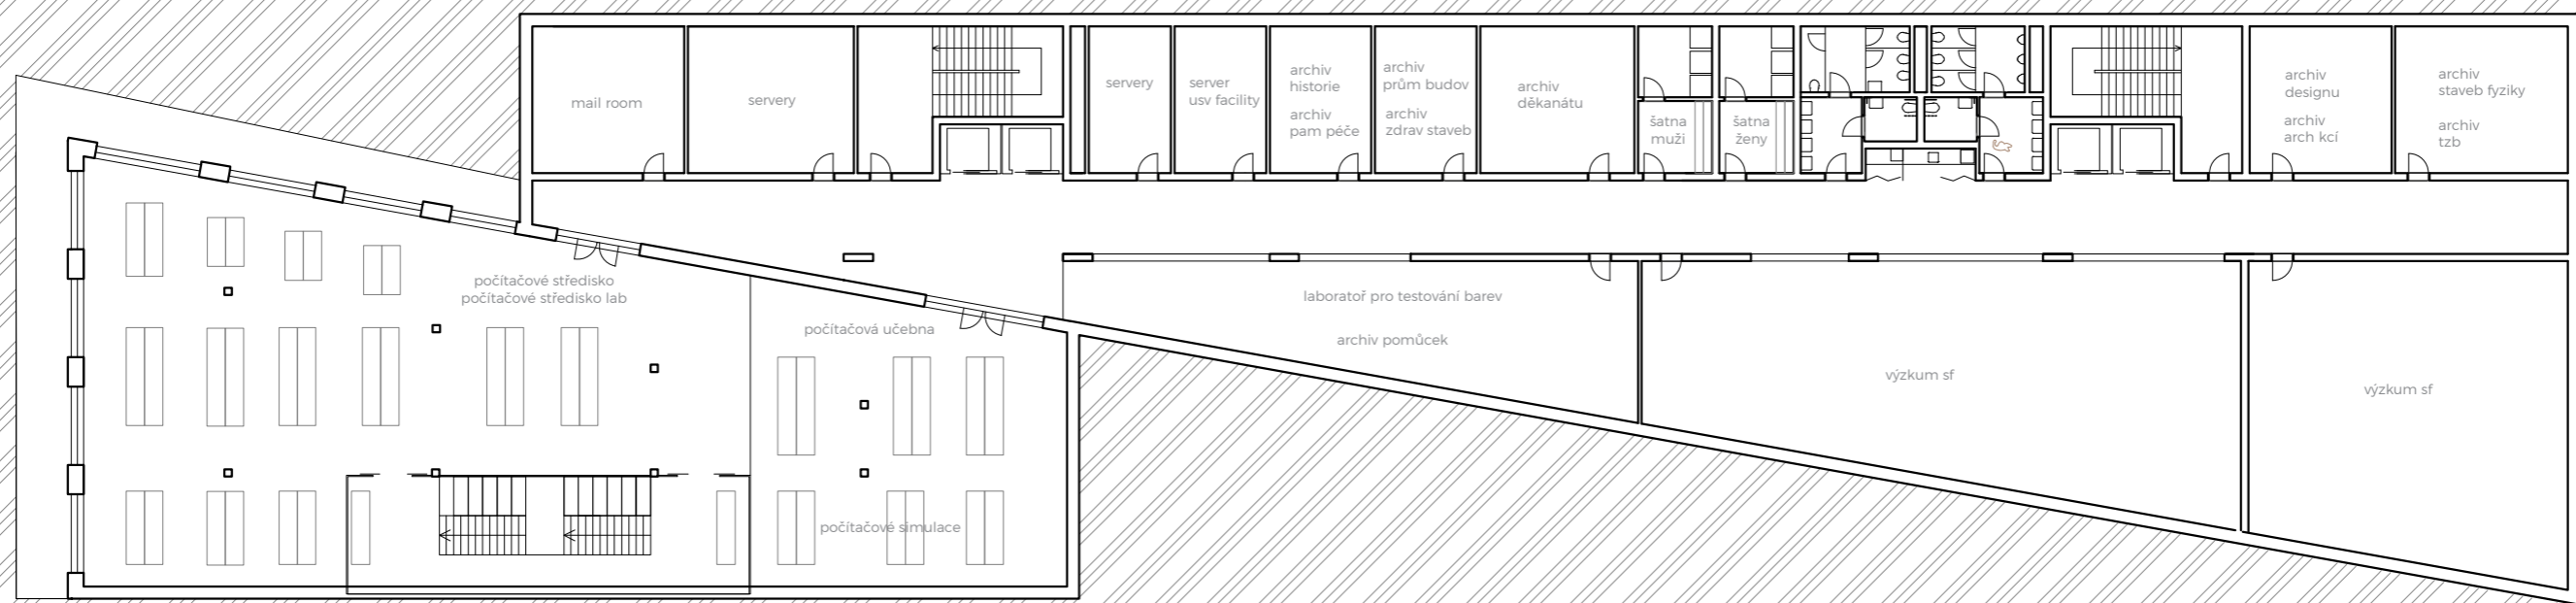 mail room
servery
servery
server
usv facility
archiv
historie
archiv
pam péče
archiv
prům budov
archiv
zdrav staveb
archiv
děkanátu
šatna
muži
šatna
ženy
archiv
designu
archiv
arch kcí
archiv
staveb fyziky
archiv
tzb
počítačové středisko
počítačové středisko lab
počítačová učebna
počítačové simulace
laboratoř pro testování barev
archiv pomůcek
výzkum sf
výzkum sf